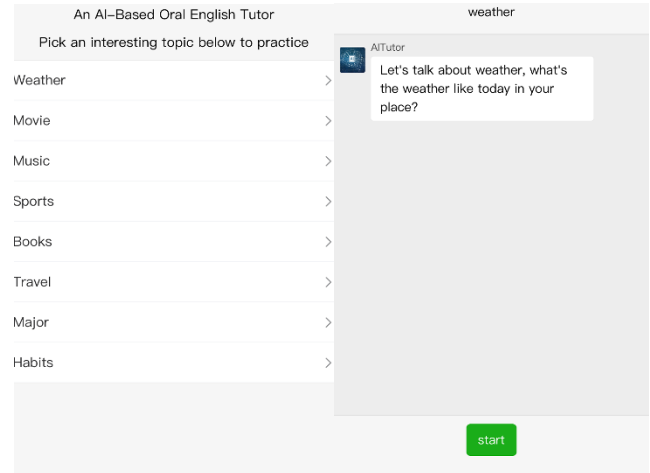 An AI-Based Oral English Tutor
Pick an interesting topic below to practice
Weather
Movie
Music
Sports
Books
Travel
Major
Habits
weather
AITutor
Let's talk about weather, what's
the weather like today in your
place?
start